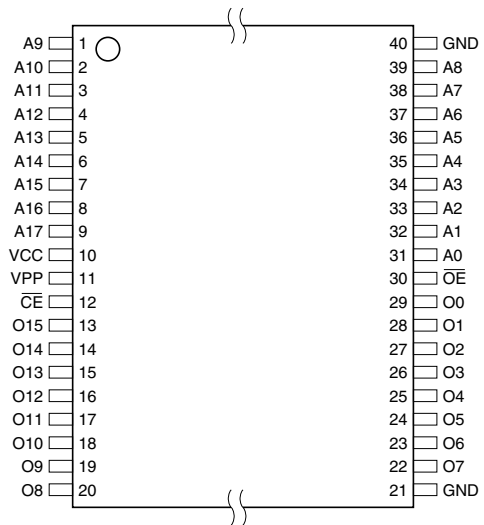 A9 1 40 GND
A10 2 39 A8
A11 3 38 A7
A12 4 37 A6
A13 5 36 A5
A14 6 35 A4
A15 7 34 A3
A16 8 33 A2
A17 9 32 A1
VCC 10 31 A0
VPP 11 30 O̅E̅
C̅E̅ 12 29 O0
O15 13 28 O1
O14 14 27 O2
O13 15 26 O3
O12 16 25 O4
O11 17 24 O5
O10 18 23 O6
O9 19 22 O7
O8 20 21 GND